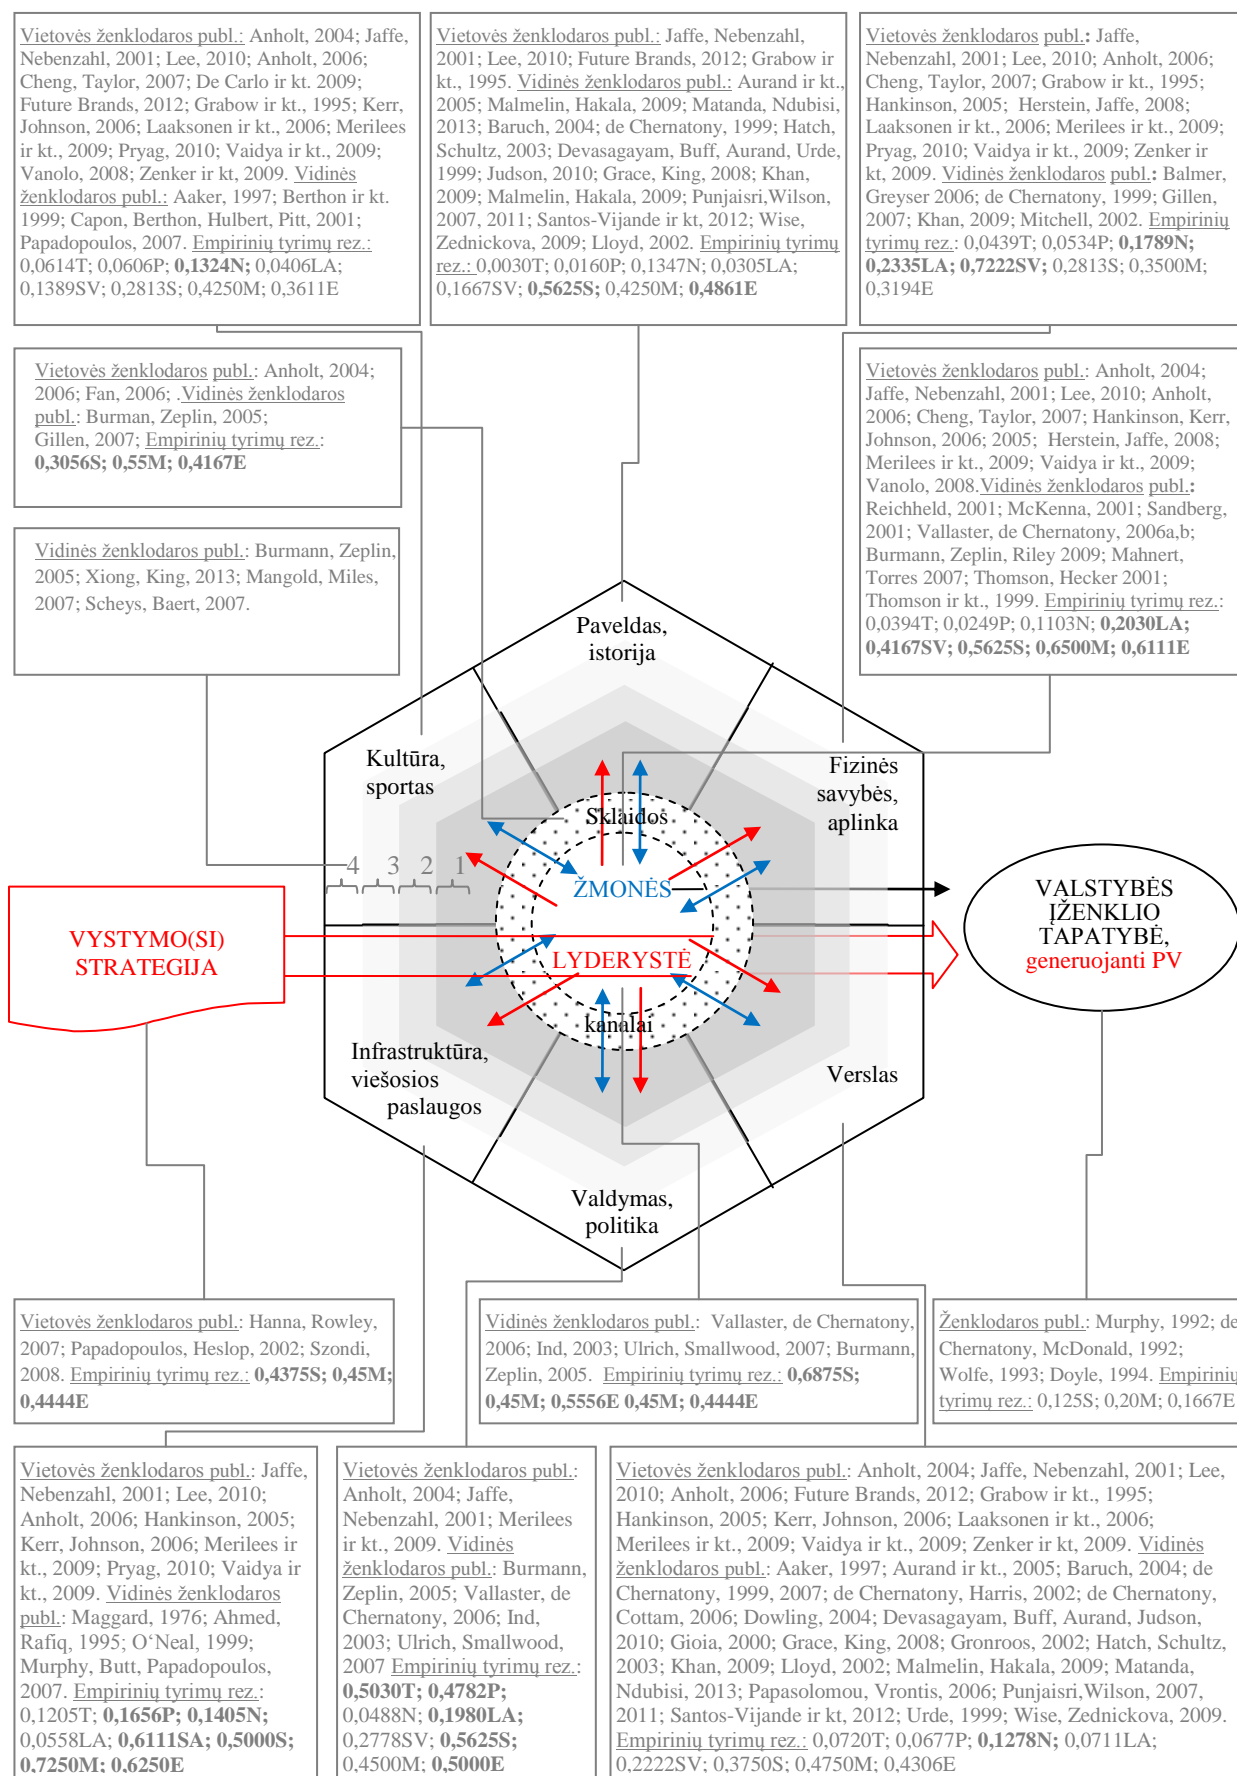 Vietovės ženklodaros publ.: Anholt, 2004; Jaffe,
Nebenzahl, 2001; Lee, 2010; Anholt, 2006;
Cheng, Taylor, 2007; De Carlo ir kt. 2009;
Future Brands, 2012; Grabow ir kt., 1995; Kerr,
Johnson, 2006; Laaksonen ir kt., 2006; Merilees
ir kt., 2009; Pryag, 2010; Vaidya ir kt., 2009;
Vanolo, 2008; Zenker ir kt, 2009. Vidinės
ženklodaros publ.: Aaker, 1997; Berthon ir kt.
1999; Capon, Berthon, Hulbert, Pitt, 2001;
Papadopoulos, 2007. Empirinių tyrimų rez.:
0,0614T; 0,0606P; 0,1324N; 0,0406LA;
0,1389SV; 0,2813S; 0,4250M; 0,3611E
Vietovės ženklodaros publ.: Jaffe, Nebenzahl,
2001; Lee, 2010; Future Brands, 2012; Grabow ir
kt., 1995. Vidinės ženklodaros publ.: Aurand ir kt.,
2005; Malmelin, Hakala, 2009; Matanda, Ndubisi,
2013; Baruch, 2004; de Chernatony, 1999; Hatch,
Schultz, 2003; Devasagayam, Buff, Aurand, Urde,
1999; Judson, 2010; Grace, King, 2008; Khan,
2009; Malmelin, Hakala, 2009; Punjaisri,Wilson,
2007, 2011; Santos-Vijande ir kt, 2012; Wise,
Zednickova, 2009; Lloyd, 2002. Empirinių tyrimų
rez.: 0,0030T; 0,0160P; 0,1347N; 0,0305LA;
0,1667SV; 0,5625S; 0,4250M; 0,4861E
Vietovės ženklodaros publ.: Jaffe,
Nebenzahl, 2001; Lee, 2010; Anholt, 2006;
Cheng, Taylor, 2007; Grabow ir kt., 1995;
Hankinson, 2005; Herstein, Jaffe, 2008;
Laaksonen ir kt., 2006; Merilees ir kt., 2009;
Pryag, 2010; Vaidya ir kt., 2009; Zenker ir
kt, 2009. Vidinės ženklodaros publ.: Balmer,
Greyser 2006; de Chernatony, 1999; Gillen,
2007; Khan, 2009; Mitchell, 2002. Empirinių
tyrimų rez.: 0,0439T; 0,0534P; 0,1789N;
0,2335LA; 0,7222SV; 0,2813S; 0,3500M;
0,3194E
Vietovės ženklodaros publ.: Anholt, 2004;
2006; Fan, 2006; .Vidinės ženklodaros
publ.: Burman, Zeplin, 2005;
Gillen, 2007; Empirinių tyrimų rez.:
0,3056S; 0,55M; 0,4167E
Vietovės ženklodaros publ.: Anholt, 2004;
Jaffe, Nebenzahl, 2001; Lee, 2010; Anholt,
2006; Cheng, Taylor, 2007; Hankinson, Kerr,
Johnson, 2006; 2005; Herstein, Jaffe, 2008;
Merilees ir kt., 2009; Vaidya ir kt., 2009;
Vanolo, 2008.Vidinės ženklodaros publ.:
Reichheld, 2001; McKenna, 2001; Sandberg,
2001; Vallaster, de Chernatony, 2006a,b;
Burmann, Zeplin, Riley 2009; Mahnert,
Torres 2007; Thomson, Hecker 2001;
Thomson ir kt., 1999. Empirinių tyrimų rez.:
0,0394T; 0,0249P; 0,1103N; 0,2030LA;
0,4167SV; 0,5625S; 0,6500M; 0,6111E
Vidinės ženklodaros publ.: Burmann, Zeplin,
2005; Xiong, King, 2013; Mangold, Miles,
2007; Scheys, Baert, 2007.
Paveldas,
istorija
Kultūra,
sportas
Fizinės
savybės,
aplinka
Sklaidos
4 3 2 1
ŽMONĖS
VYSTYMO(SI)
STRATEGIJA
LYDERYSTĖ
VALSTYBĖS
ĮŽENKLIO
TAPATYBĖ,
generuojanti PV
kanalai
Infrastruktūra,
viešosios
paslaugos
Verslas
Valdymas,
politika
Vietovės ženklodaros publ.: Hanna, Rowley,
2007; Papadopoulos, Heslop, 2002; Szondi,
2008. Empirinių tyrimų rez.: 0,4375S; 0,45M;
0,4444E
Vidinės ženklodaros publ.: Vallaster, de Chernatony,
2006; Ind, 2003; Ulrich, Smallwood, 2007; Burmann,
Zeplin, 2005. Empirinių tyrimų rez.: 0,6875S;
0,45M; 0,5556E 0,45M; 0,4444E
Ženklodaros publ.: Murphy, 1992; de
Chernatony, McDonald, 1992;
Wolfe, 1993; Doyle, 1994. Empirinių
tyrimų rez.: 0,125S; 0,20M; 0,1667E
Vietovės ženklodaros publ.: Jaffe,
Nebenzahl, 2001; Lee, 2010;
Anholt, 2006; Hankinson, 2005;
Kerr, Johnson, 2006; Merilees ir
kt., 2009; Pryag, 2010; Vaidya ir
kt., 2009. Vidinės ženklodaros
publ.: Maggard, 1976; Ahmed,
Rafiq, 1995; O‘Neal, 1999;
Murphy, Butt, Papadopoulos,
2007. Empirinių tyrimų rez.:
0,1205T; 0,1656P; 0,1405N;
0,0558LA; 0,6111SA; 0,5000S;
0,7250M; 0,6250E
Vietovės ženklodaros publ.:
Anholt, 2004; Jaffe,
Nebenzahl, 2001; Merilees
ir kt., 2009. Vidinės
ženklodaros publ.: Burmann,
Zeplin, 2005; Vallaster, de
Chernatony, 2006; Ind,
2003; Ulrich, Smallwood,
2007 Empirinių tyrimų rez.:
0,5030T; 0,4782P;
0,0488N; 0,1980LA;
0,2778SV; 0,5625S;
0,4500M; 0,5000E
Vietovės ženklodaros publ.: Anholt, 2004; Jaffe, Nebenzahl, 2001; Lee,
2010; Anholt, 2006; Future Brands, 2012; Grabow ir kt., 1995;
Hankinson, 2005; Kerr, Johnson, 2006; Laaksonen ir kt., 2006;
Merilees ir kt., 2009; Vaidya ir kt., 2009; Zenker ir kt, 2009. Vidinės
ženklodaros publ.: Aaker, 1997; Aurand ir kt., 2005; Baruch, 2004; de
Chernatony, 1999, 2007; de Chernatony, Harris, 2002; de Chernatony,
Cottam, 2006; Dowling, 2004; Devasagayam, Buff, Aurand, Judson,
2010; Gioia, 2000; Grace, King, 2008; Gronroos, 2002; Hatch, Schultz,
2003; Khan, 2009; Lloyd, 2002; Malmelin, Hakala, 2009; Matanda,
Ndubisi, 2013; Papasolomou, Vrontis, 2006; Punjaisri,Wilson, 2007,
2011; Santos-Vijande ir kt, 2012; Urde, 1999; Wise, Zednickova, 2009.
Empirinių tyrimų rez.: 0,0720T; 0,0677P; 0,1278N; 0,0711LA;
0,2222SV; 0,3750S; 0,4750M; 0,4306E